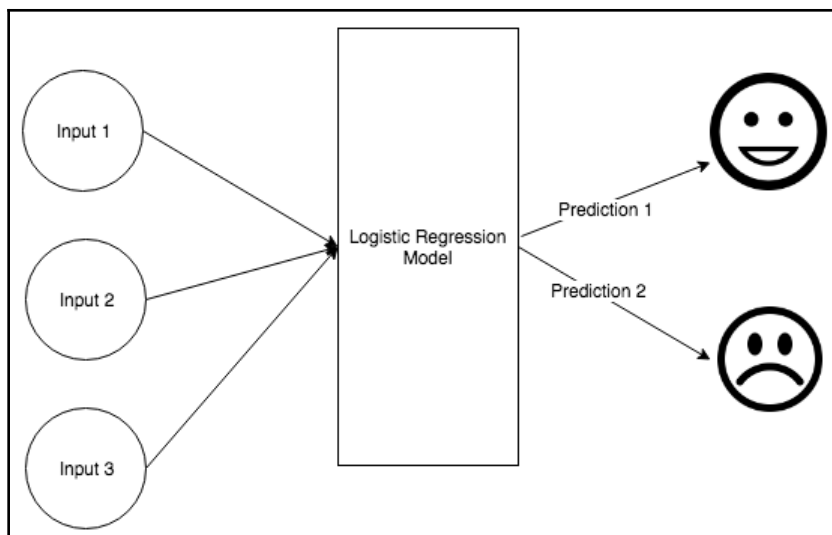 Input 1
Input 2
Input 3
Logistic Regression
Model
Prediction 1
Prediction 2